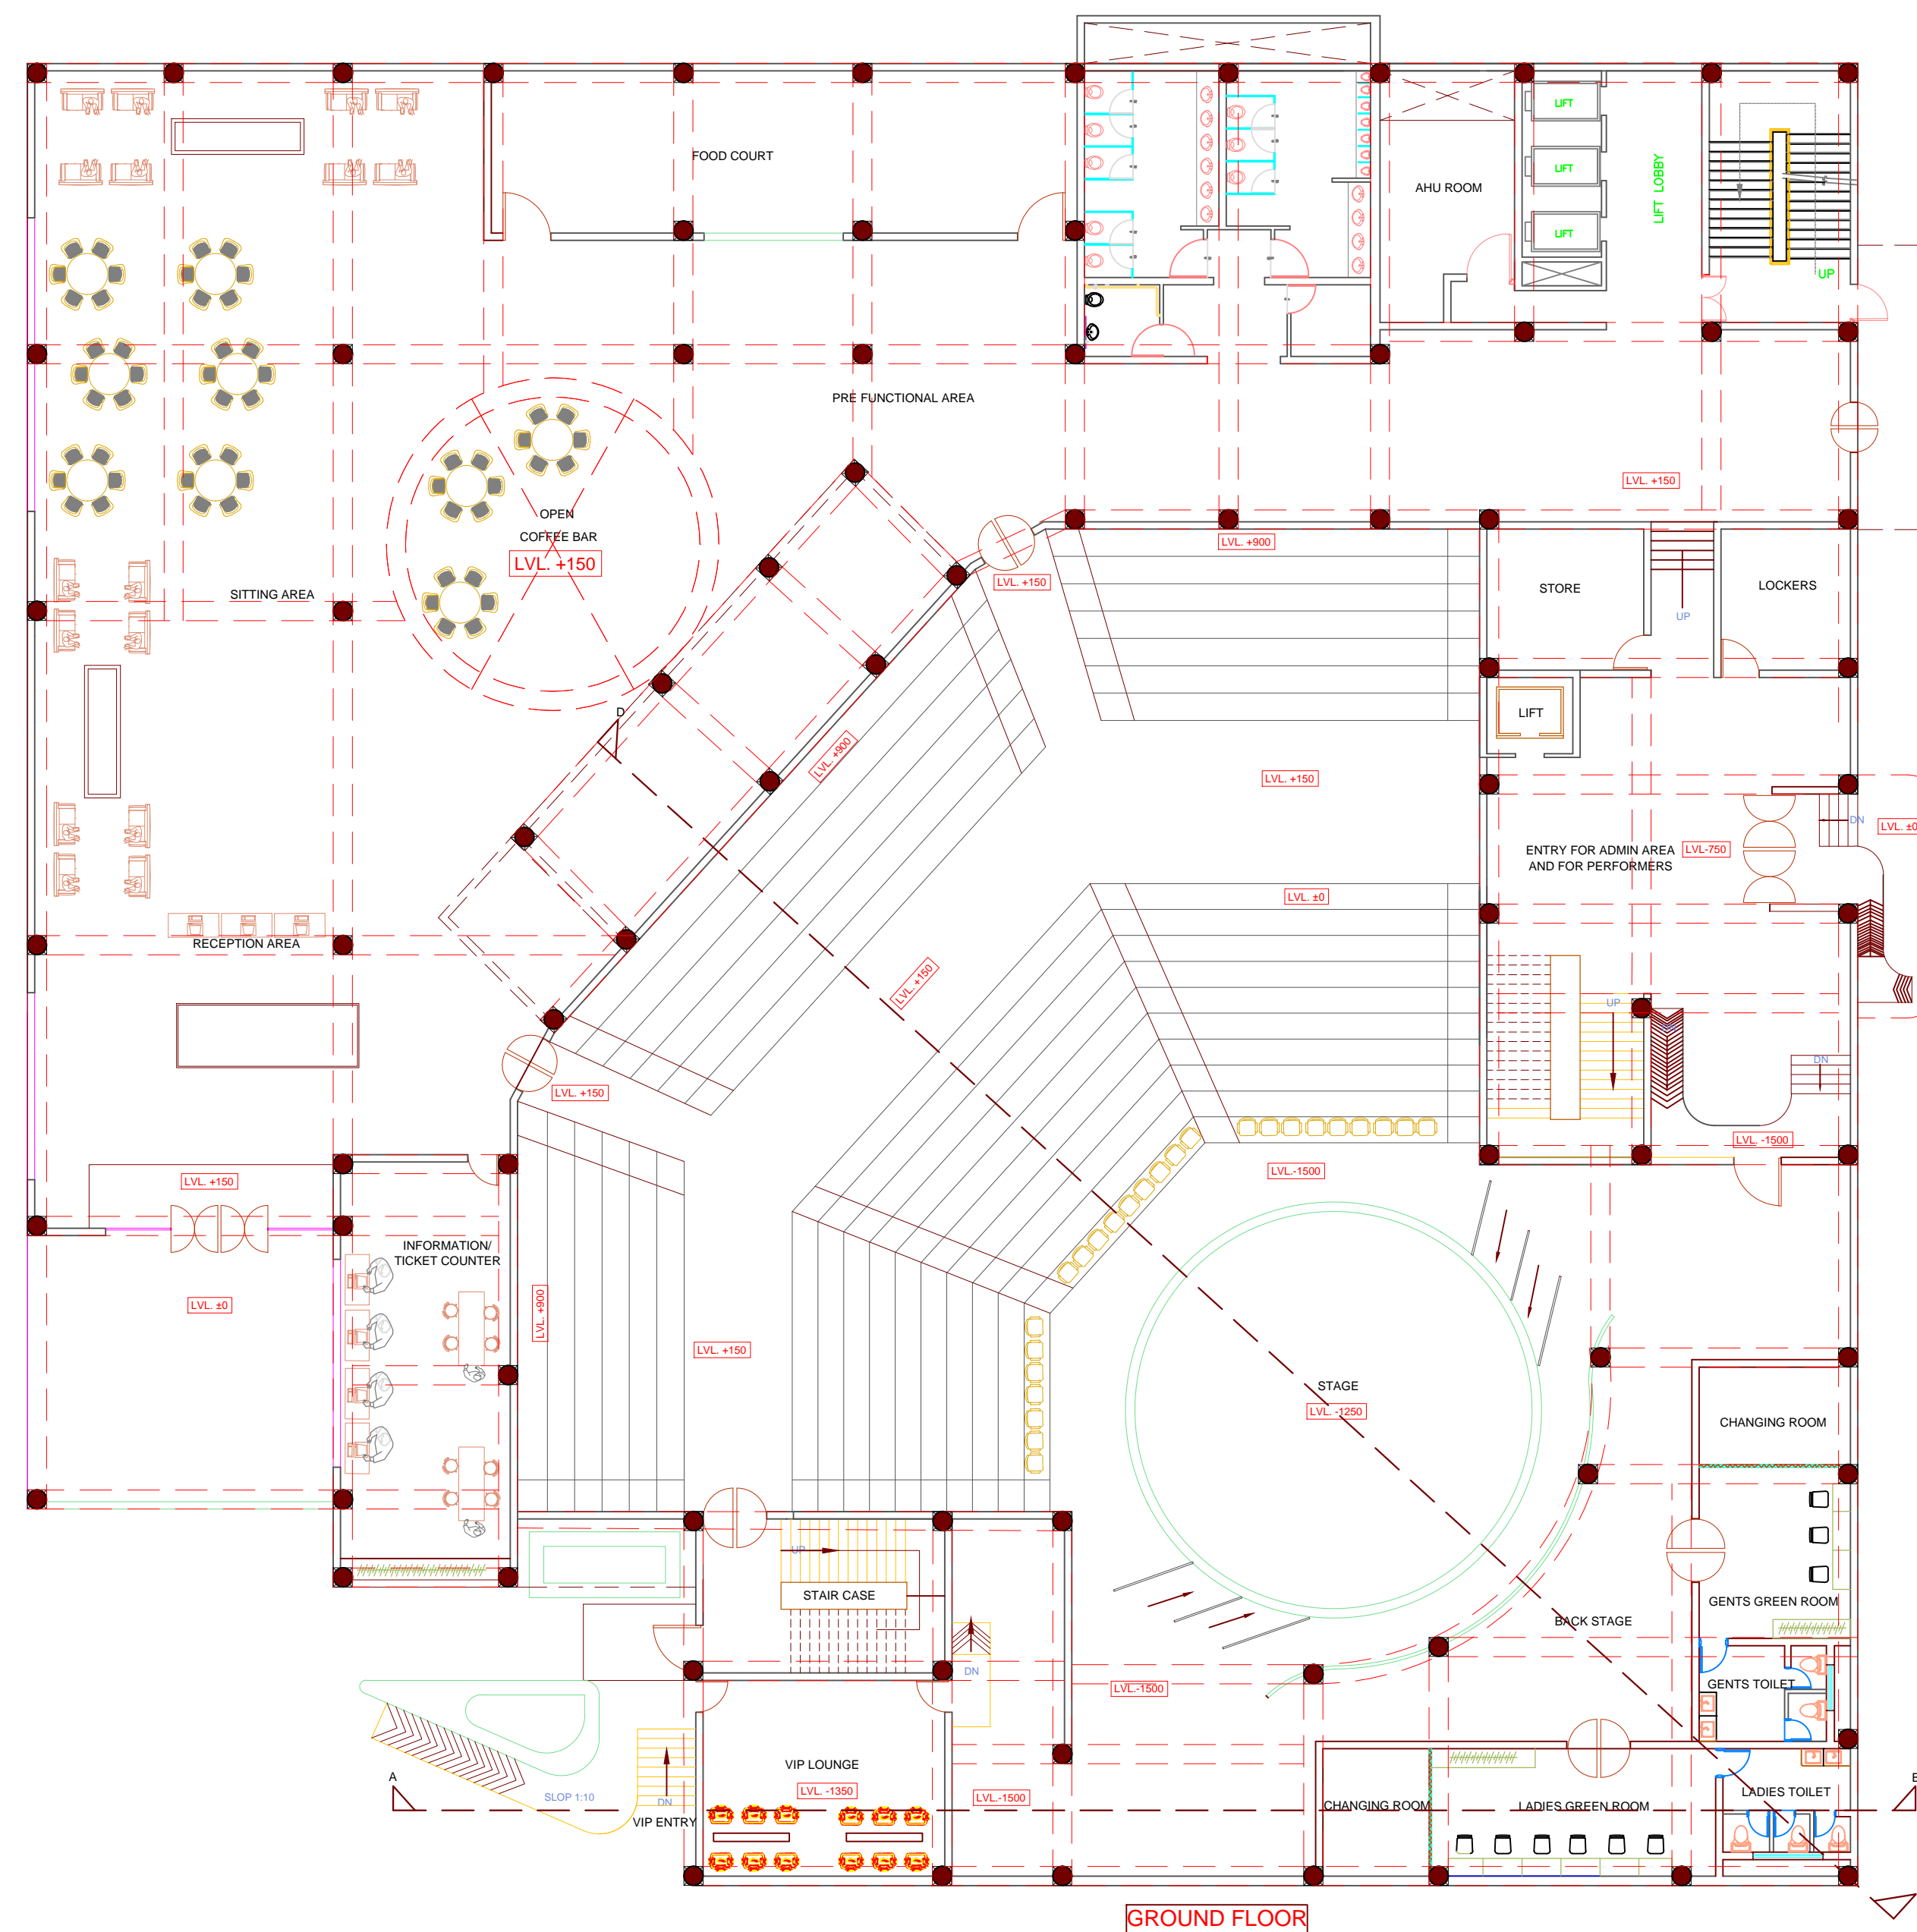 FOOD COURT
AHU ROOM
LIFT
LIFT
LIFT
LIFT LOBBY
UP
PRE FUNCTIONAL AREA
OPEN
COFFEE BAR
LVL. +150
SITTING AREA
LVL. +150
LVL. +900
LVL. +150
STORE
LOCKERS
UP
LIFT
D
LVL. +900
LVL. +150
DN
LVL. ±0
ENTRY FOR ADMIN AREA
AND FOR PERFORMERS
LVL-750
LVL. ±0
RECEPTION AREA
LVL. +150
UP
DN
LVL. +150
LVL. -1500
LVL.-1500
LVL. +150
INFORMATION/
TICKET COUNTER
LVL. ±0
LVL. +900
LVL. +150
STAGE
LVL. -1250
CHANGING ROOM
UP
STAIR CASE
GENTS GREEN ROOM
BACK STAGE
DN
LVL.-1500
GENTS TOILET
VIP LOUNGE
LVL. -1350
A
SLOP 1:10
DN
VIP ENTRY
LVL.-1500
CHANGING ROOM
LADIES GREEN ROOM
LADIES TOILET
GROUND FLOOR